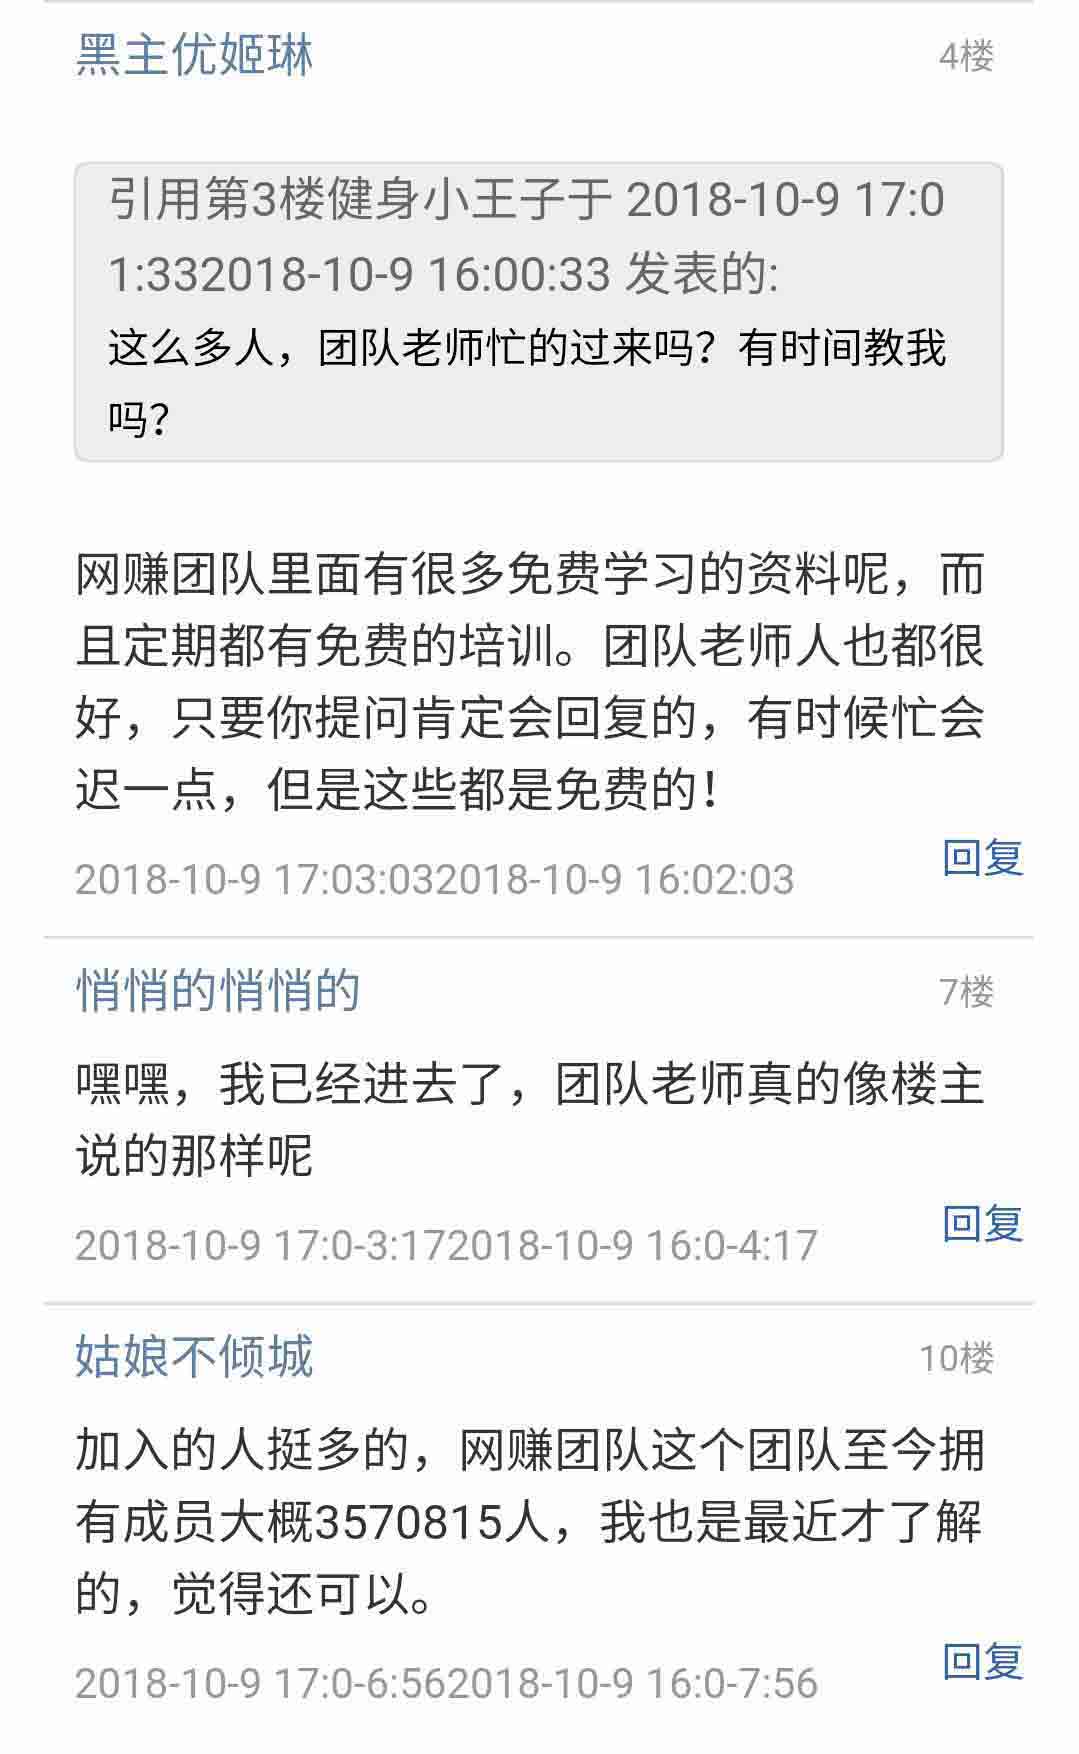 黑主优姬琳
4楼
引用第3楼健身小王子于 2018-10-9 17:0
1:332018-10-9 16:00:33 发表的:
这么多人，团队老师忙的过来吗？有时间教我
吗？
网赚团队里面有很多免费学习的资料呢，而
且定期都有免费的培训。团队老师人也都很
好，只要你提问肯定会回复的，有时候忙会
迟一点，但是这些都是免费的！
回复
2018-10-9 17:03:032018-10-9 16:02:03
悄悄的悄悄的
7楼
嘿嘿，我已经进去了，团队老师真的像楼主
说的那样呢
回复
2018-10-9 17:0-3:172018-10-9 16:0-4:17
姑娘不倾城
10楼
加入的人挺多的，网赚团队这个团队至今拥
有成员大概3570815人，我也是最近才了解
的，觉得还可以。
回复
2018-10-9 17:0-6:562018-10-9 16:0-7:56